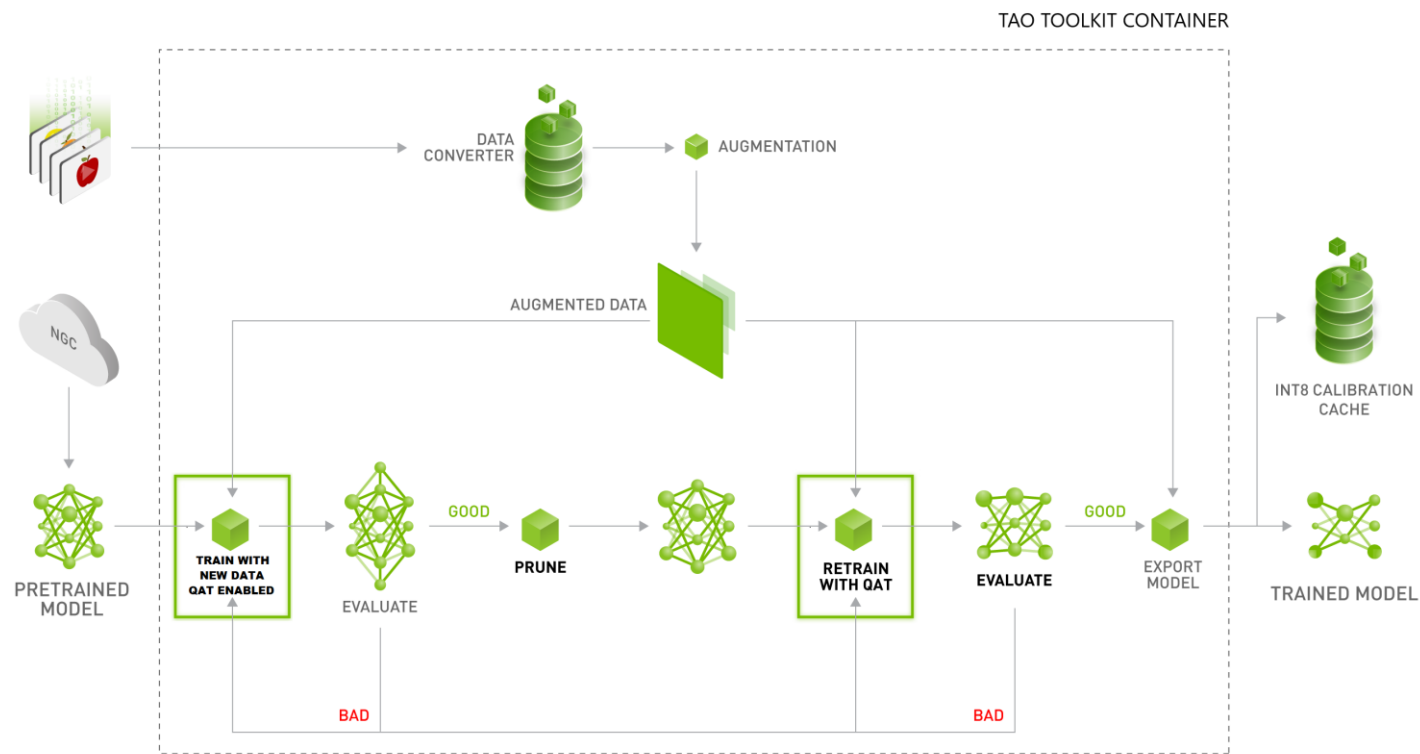 TAO TOOLKIT CONTAINER
DATA
CONVERTER
AUGMENTATION
AUGMENTED DATA
NGC
INT8 CALIBRATION
CACHE
GOOD
GOOD
TRAIN WITH
NEW DATA
QAT ENABLED
PRUNE
RETRAIN
WITH QAT
EVALUATE
EXPORT
MODEL
PRETRAINED
MODEL
EVALUATE
TRAINED MODEL
BAD
BAD